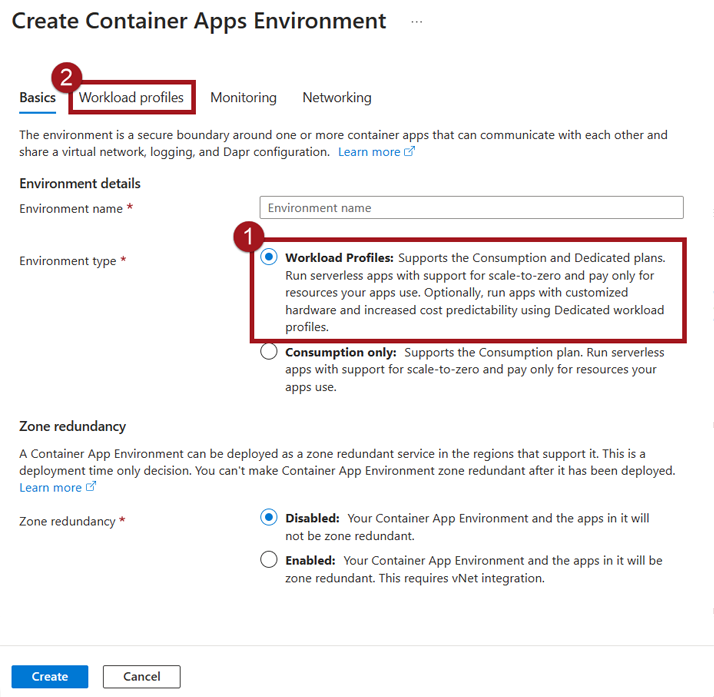 Create Container Apps Environment ...
2
Basics Workload profiles Monitoring Networking
The environment is a secure boundary around one or more container apps that can communicate with each other and
share a virtual network, logging, and Dapr configuration. Learn more
Environment details
Environment name * Environment name
1
Environment type * Workload Profiles: Supports the Consumption and Dedicated plans.
Run serverless apps with support for scale-to-zero and pay only for
resources your apps use. Optionally, run apps with customized
hardware and increased cost predictability using Dedicated workload
profiles.
Consumption only: Supports the Consumption plan. Run serverless
apps with support for scale-to-zero and pay only for resources your
apps use.
Zone redundancy
A Container App Environment can be deployed as a zone redundant service in the regions that support it. This is a
deployment time only decision. You can't make Container App Environment zone redundant after it has been deployed.
Learn more
Zone redundancy * Disabled: Your Container App Environment and the apps in it will
not be zone redundant.
Enabled: Your Container App Environment and the apps in it will be
zone redundant. This requires vNet integration.
Create Cancel